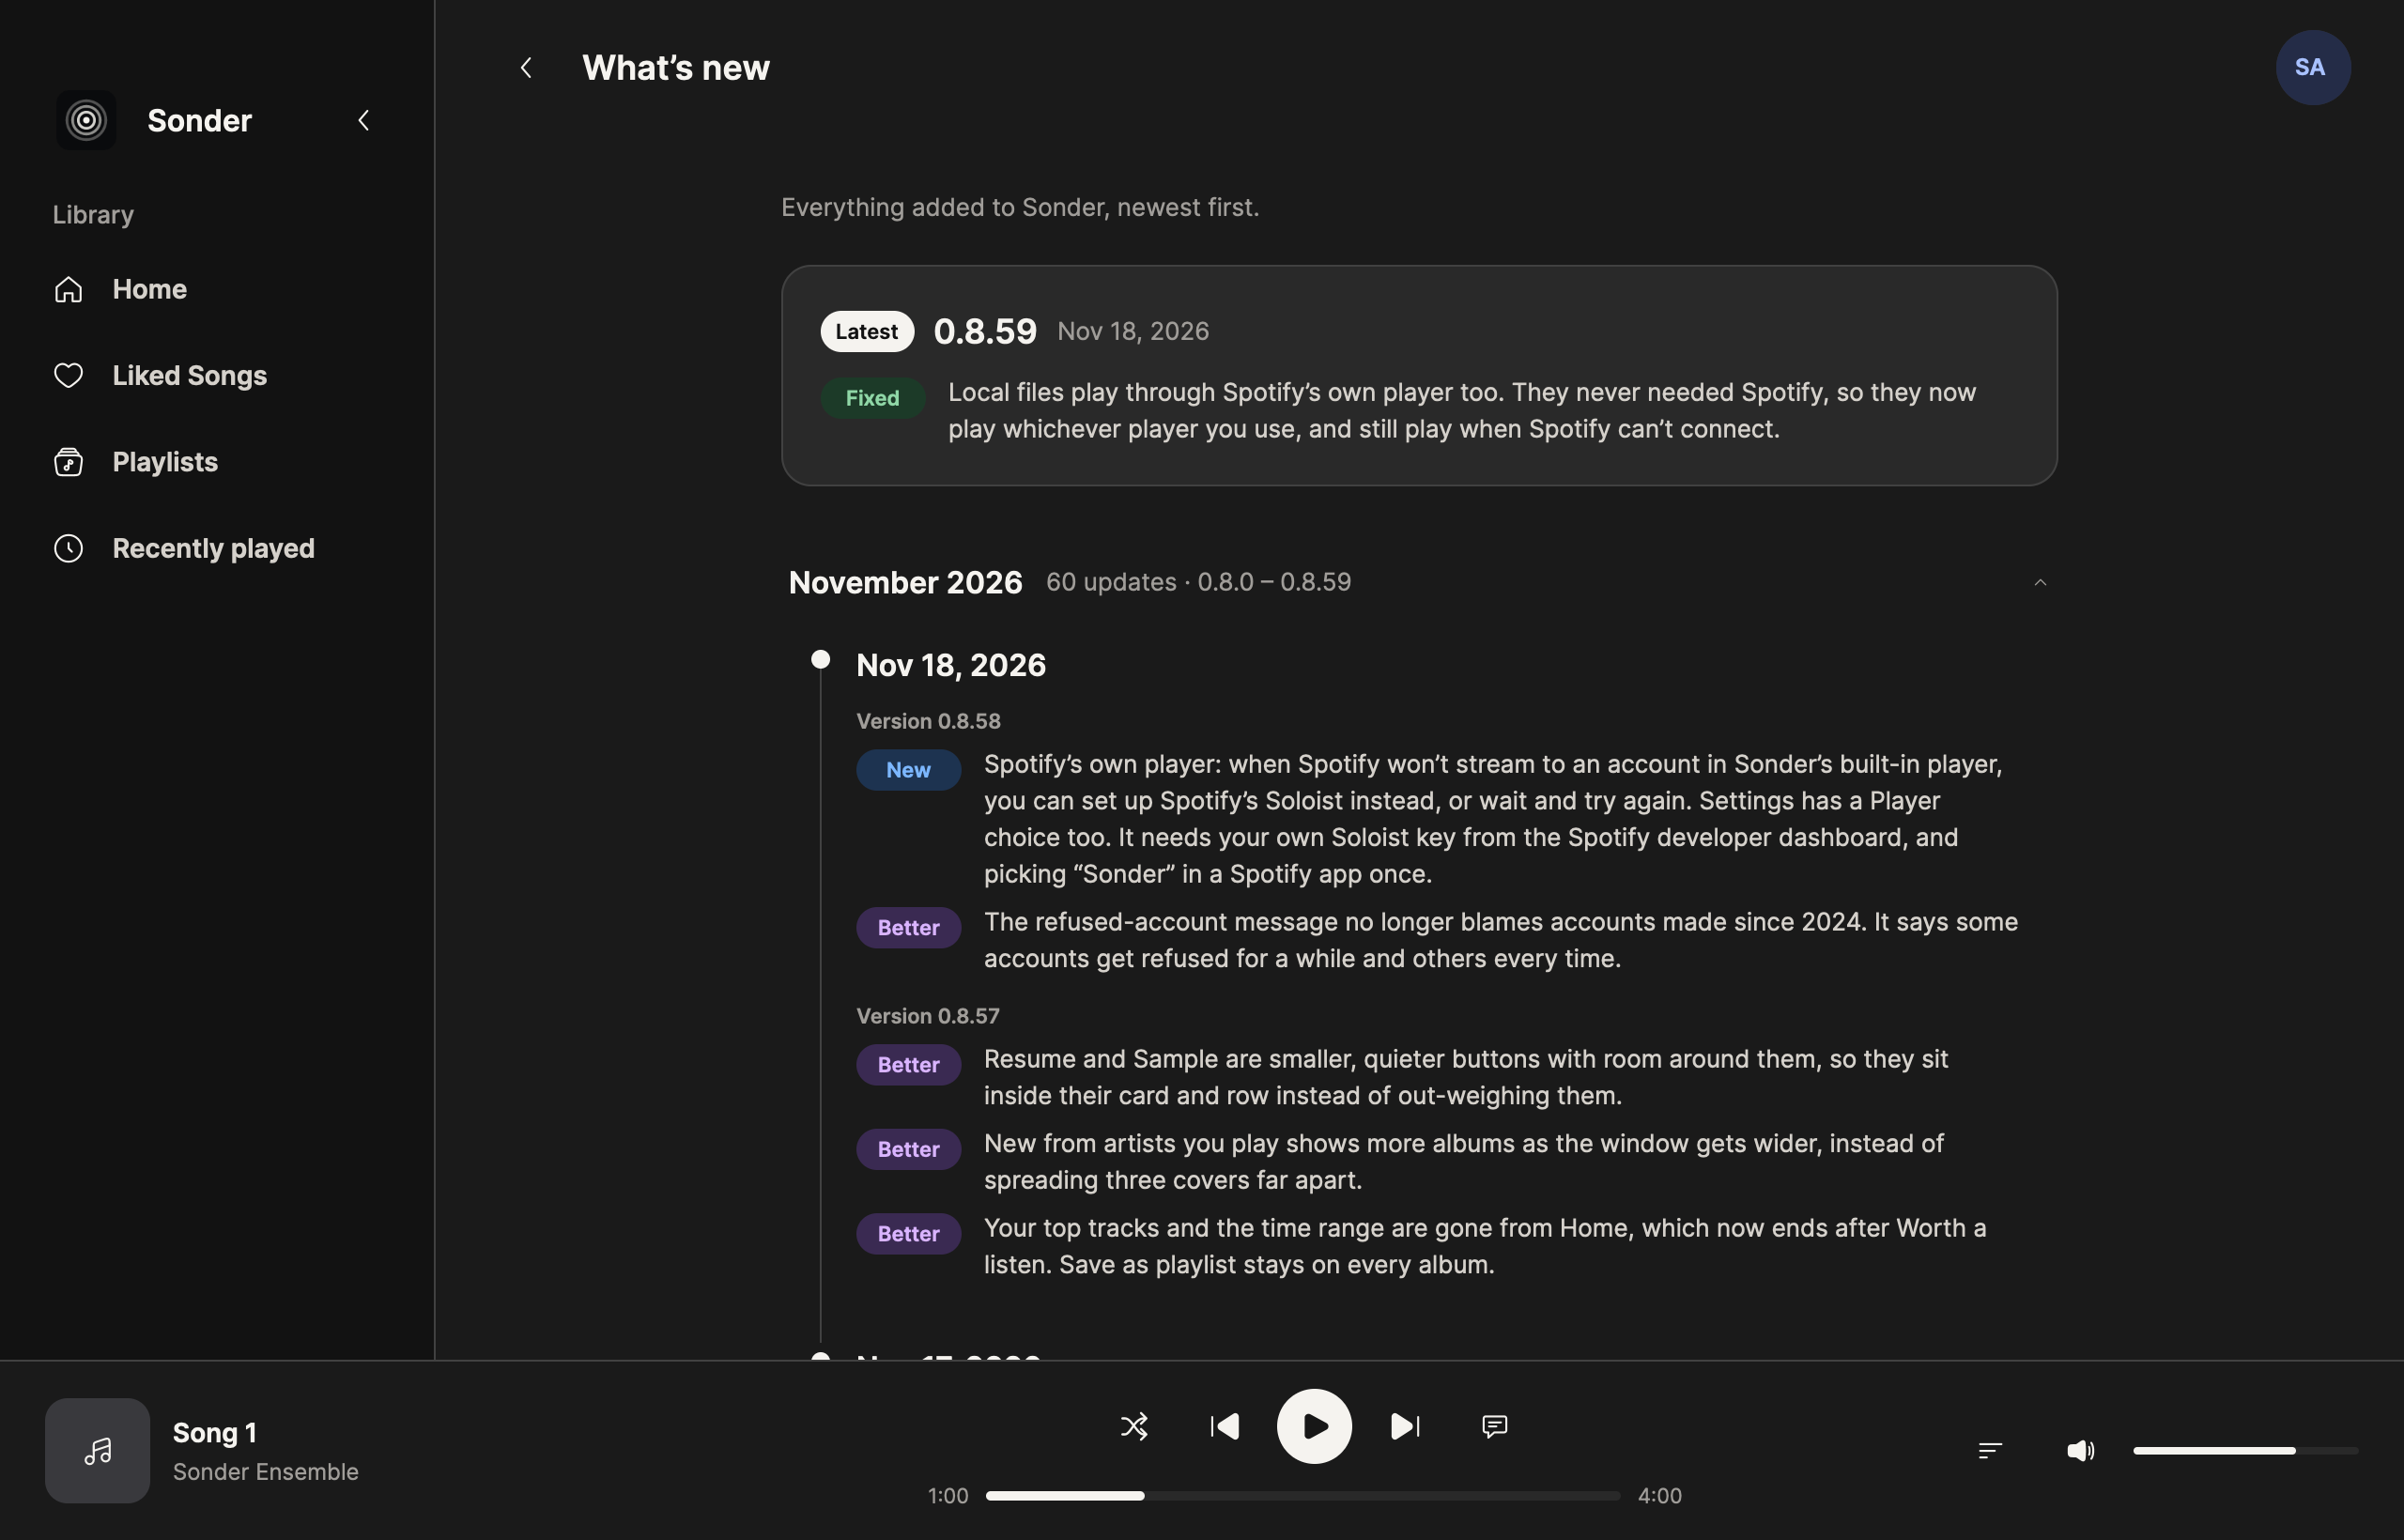 Sonder
Library
Home
Liked Songs
Playlists
Recently played
What’s new
SA
Everything added to Sonder, newest first.
Latest 0.8.59 Nov 18, 2026
Fixed Local files play through Spotify’s own player too. They never needed Spotify, so they now
play whichever player you use, and still play when Spotify can’t connect.
November 2026 60 updates · 0.8.0 – 0.8.59
Nov 18, 2026
Version 0.8.58
New Spotify’s own player: when Spotify won’t stream to an account in Sonder’s built-in player,
you can set up Spotify’s Soloist instead, or wait and try again. Settings has a Player
choice too. It needs your own Soloist key from the Spotify developer dashboard, and
picking “Sonder” in a Spotify app once.
Better The refused-account message no longer blames accounts made since 2024. It says some
accounts get refused for a while and others every time.
Version 0.8.57
Better Resume and Sample are smaller, quieter buttons with room around them, so they sit
inside their card and row instead of out-weighing them.
Better New from artists you play shows more albums as the window gets wider, instead of
spreading three covers far apart.
Better Your top tracks and the time range are gone from Home, which now ends after Worth a
listen. Save as playlist stays on every album.
Song 1
Sonder Ensemble
1:00
4:00